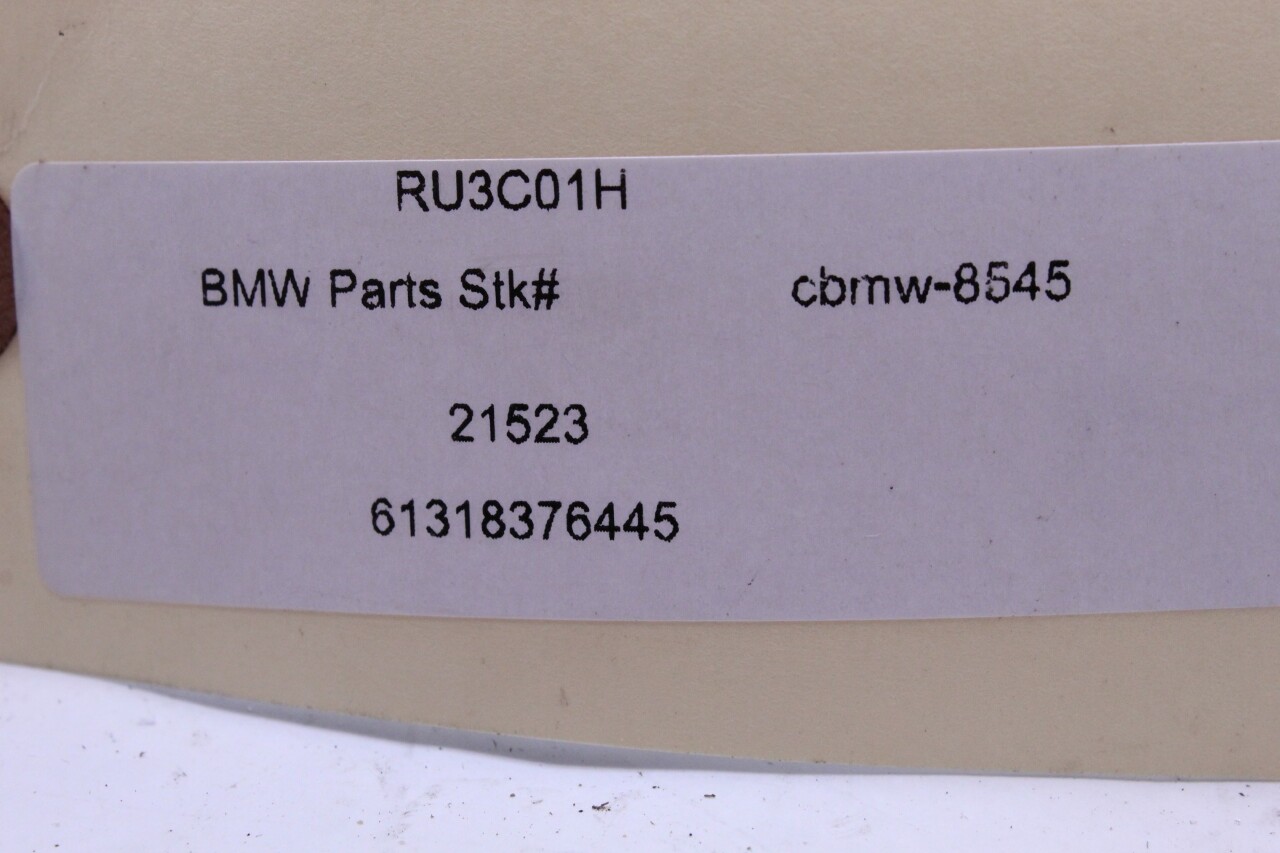 RU3C01H
BMW Parts Stk# cbmw-8545
21523
61318376445